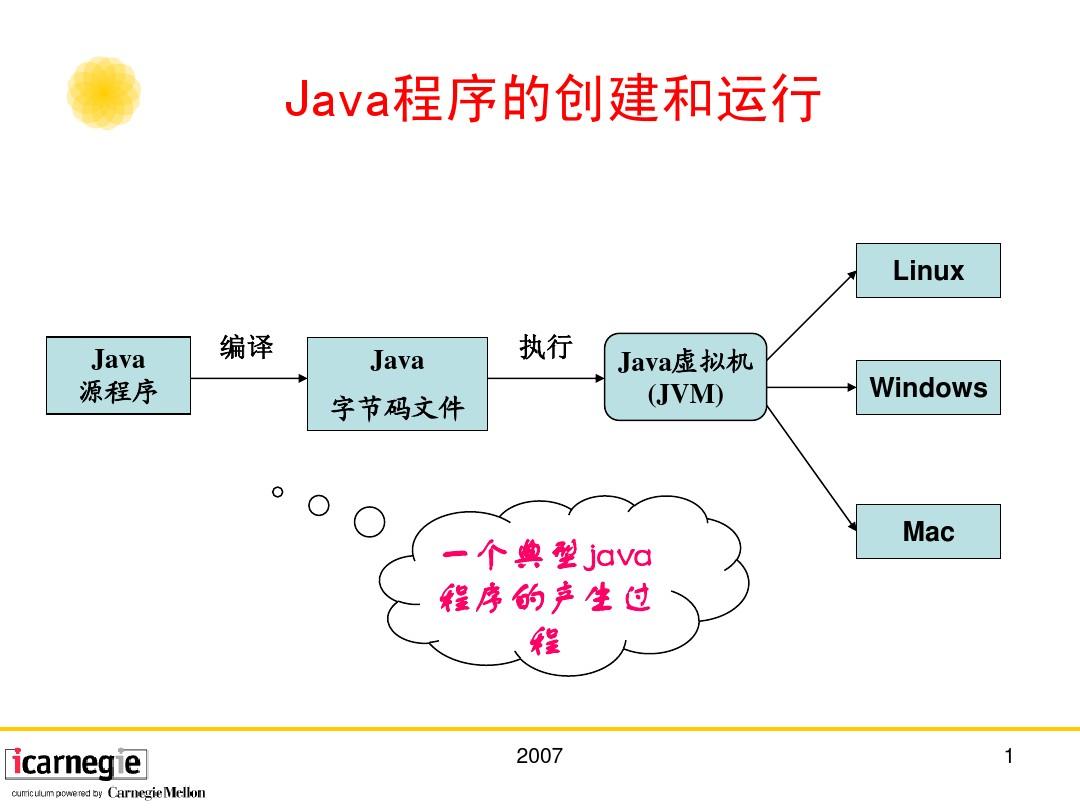 Java程序的创建和运行
Linux
编译
执行
Java
源程序
Java
字节码文件
Java虚拟机
(JVM)
Windows
Mac
一个典型java
程序的产生过
程
icarnegie
curriculum powered by Carnegie Mellon
2007
1